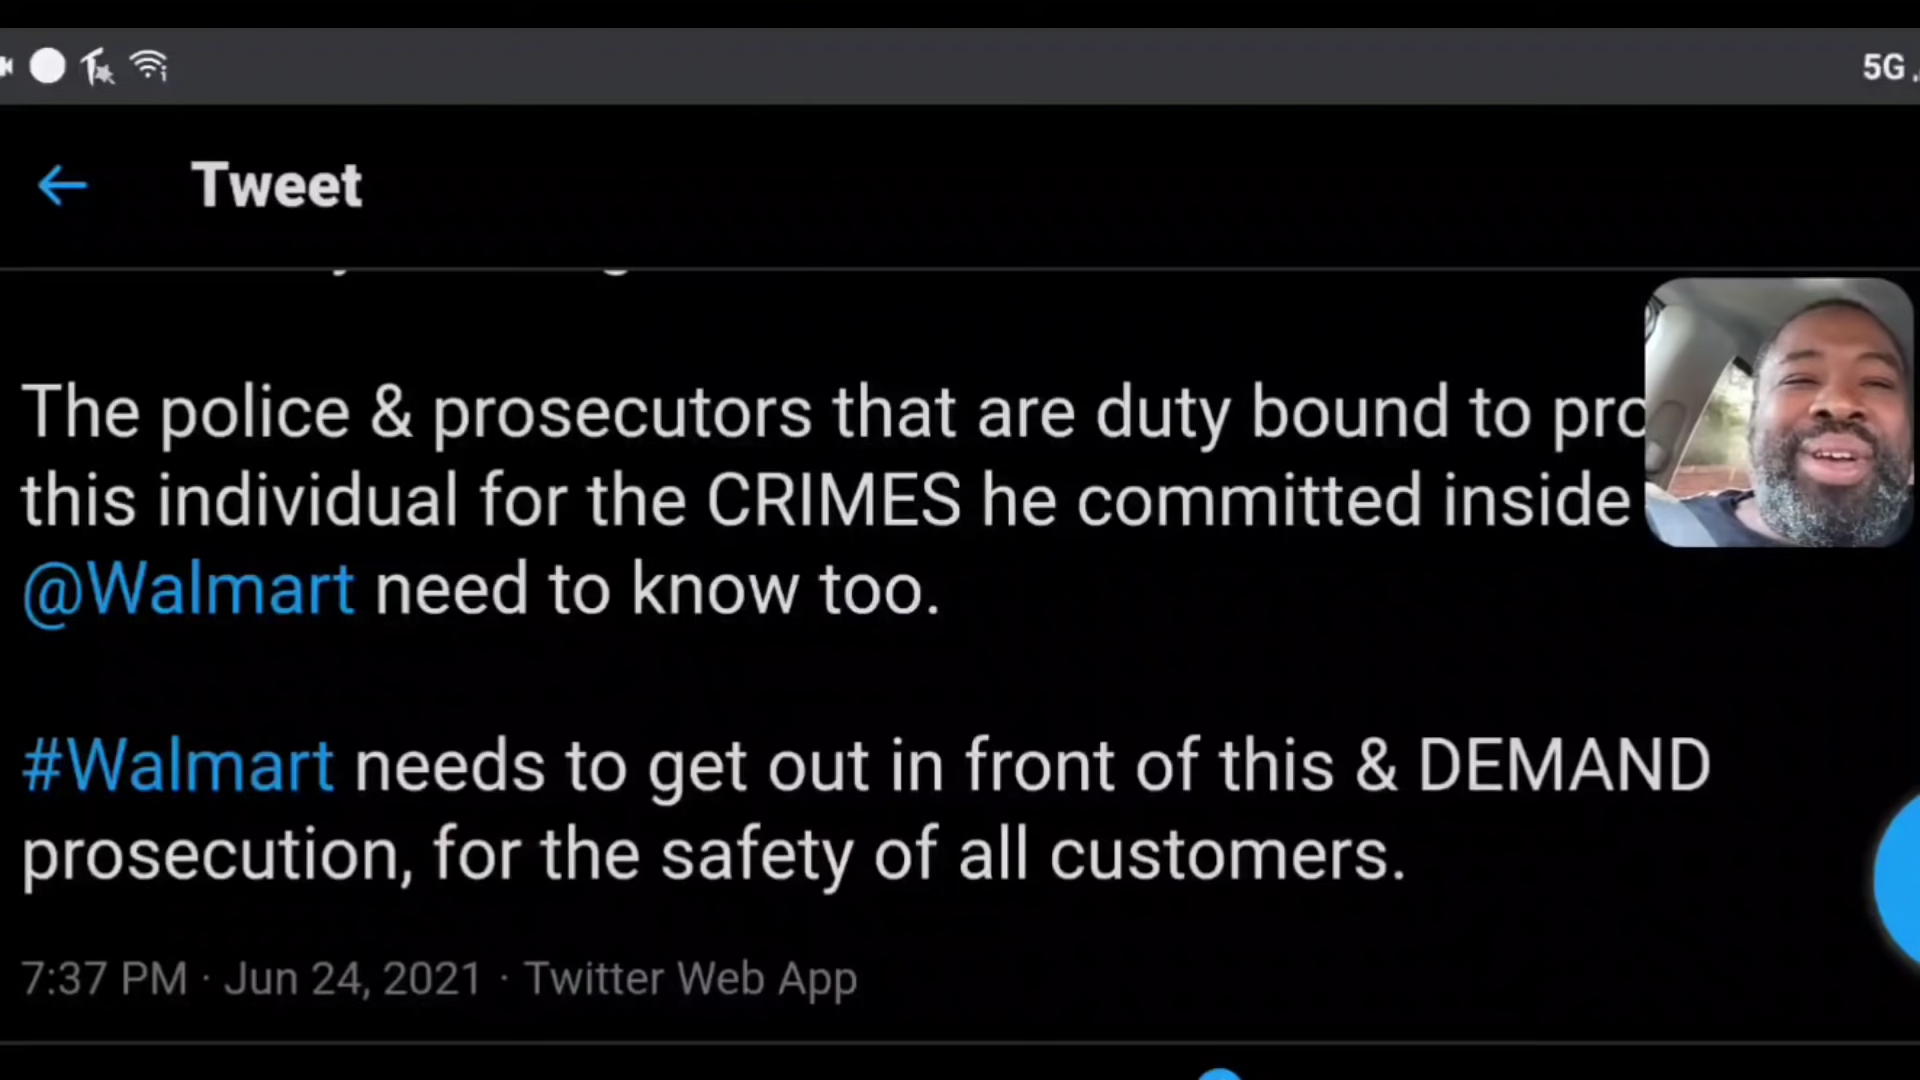 5G
Tweet
The police & prosecutors that are duty bound to
this individual for the CRIMES he committed inside
@Walmart need to know too.
#Walmart needs to get out in front of this & DEMAND
prosecution, for the safety of all customers.
7:37 PM · Jun 24, 2021 · Twitter Web App